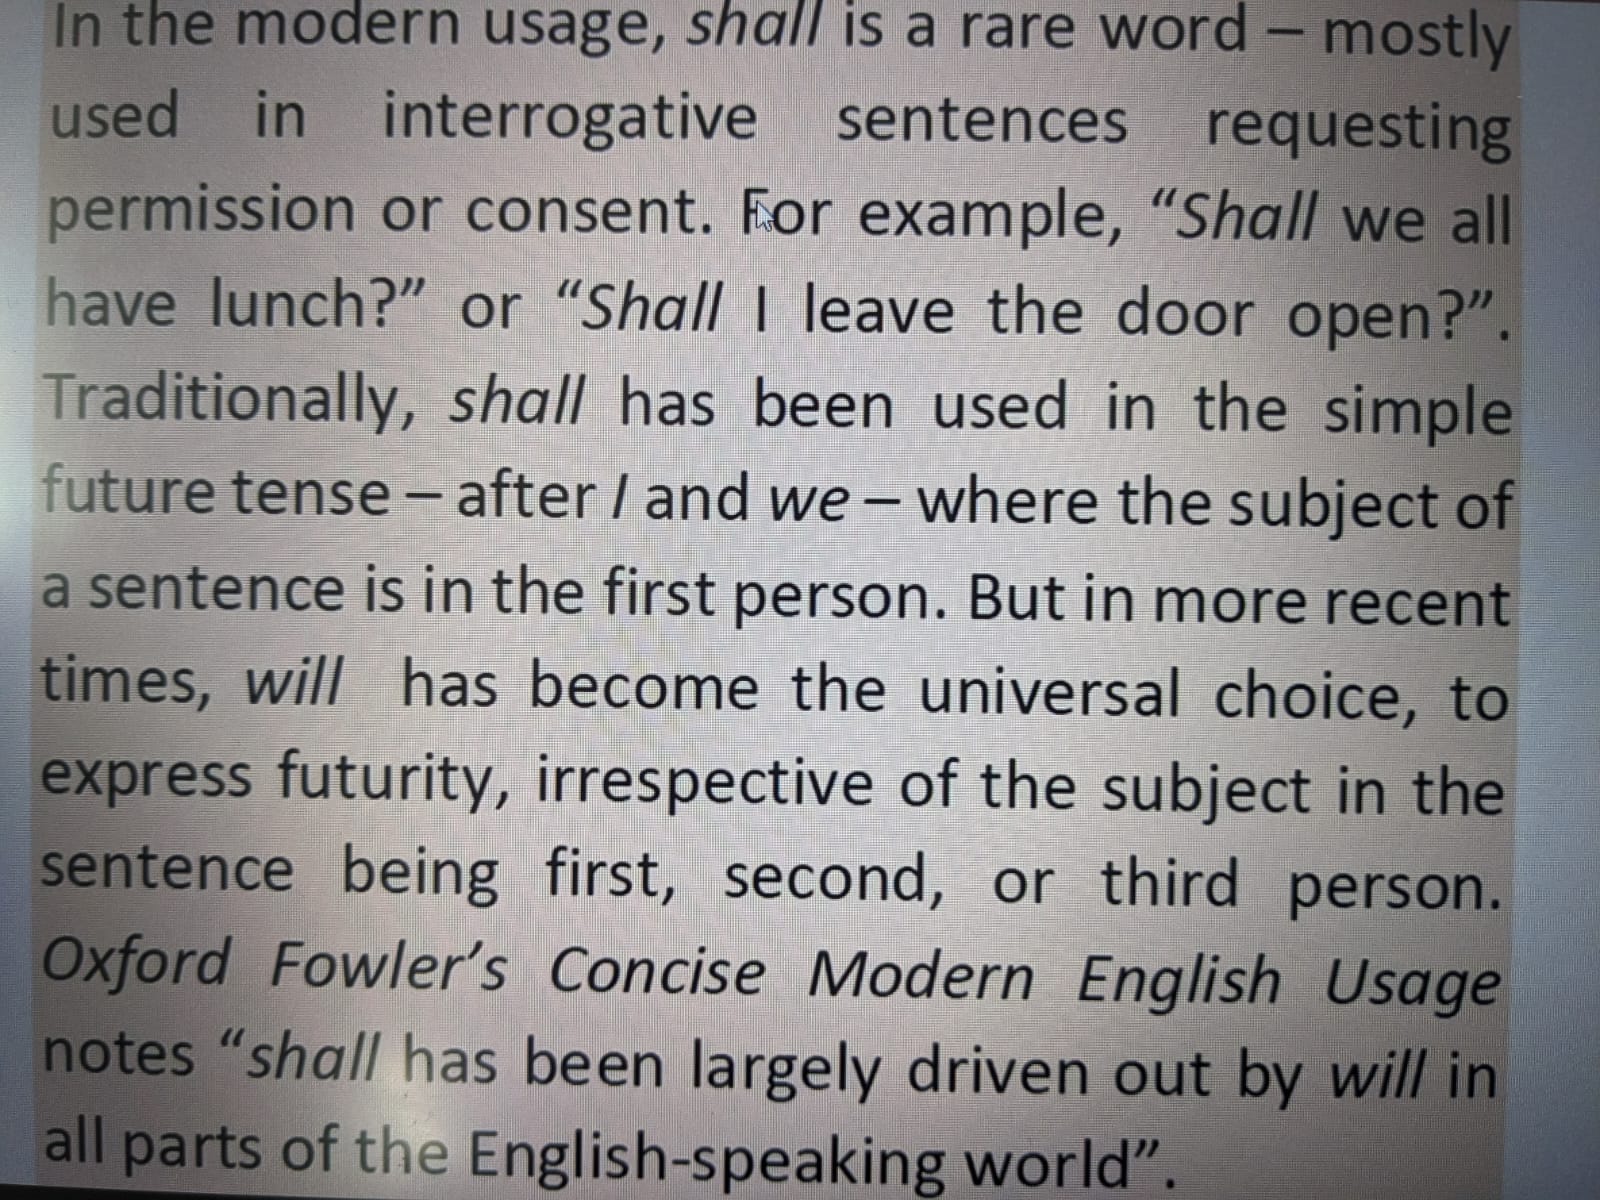 In the modern usage, shall is a rare word – mostly
used in interrogative sentences requesting
permission or consent. For example, “Shall we all
have lunch?” or “Shall I leave the door open?”.
Traditionally, shall has been used in the simple
future tense – after I and we – where the subject of
a sentence is in the first person. But in more recent
times, will has become the universal choice, to
express futurity, irrespective of the subject in the
sentence being first, second, or third person.
Oxford Fowler’s Concise Modern English Usage
notes “shall has been largely driven out by will in
all parts of the English-speaking world”.